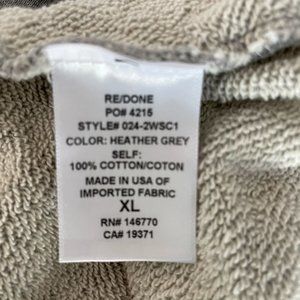 RE/DONE
PO# 4215
STYLE# 024-2WSC1
COLOR: HEATHER GREY
SELF:
100% COTTON/COTON
MADE IN USA OF
IMPORTED FABRIC
XL
RN# 146770
CA# 19371